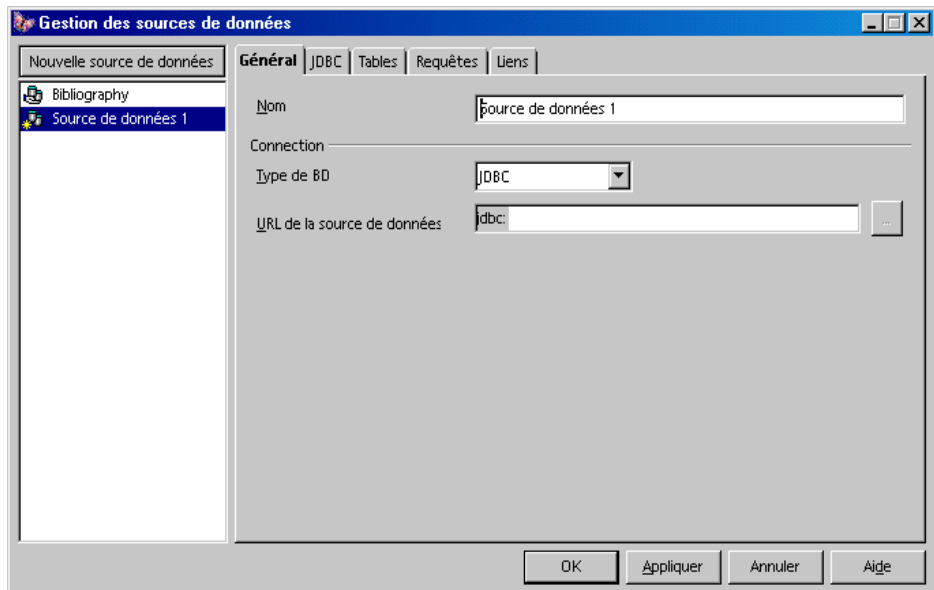 Gestion des sources de données
Nouvelle source de données
Bibliography
Source de données 1
Général JDBC Tables Requêtes Liens
Nom Source de données 1
Connection
Type de BD JDBC
URL de la source de données jdbc: ...
OK Appliquer Annuler Aide